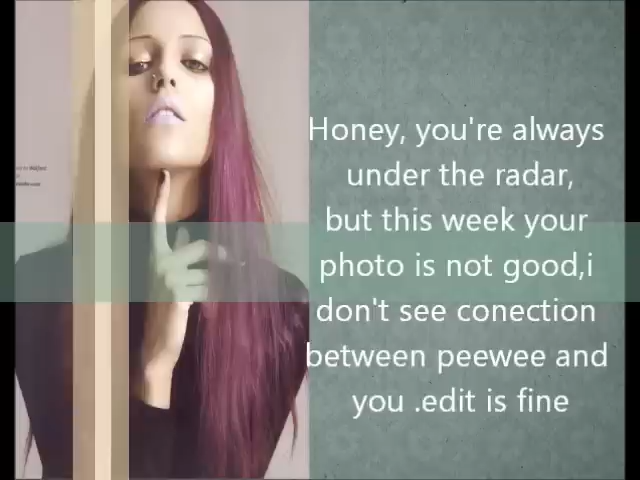 Honey, you're always
under the radar,
but this week your
photo is not good,i
don't see conection
between peewee and
you .edit is fine